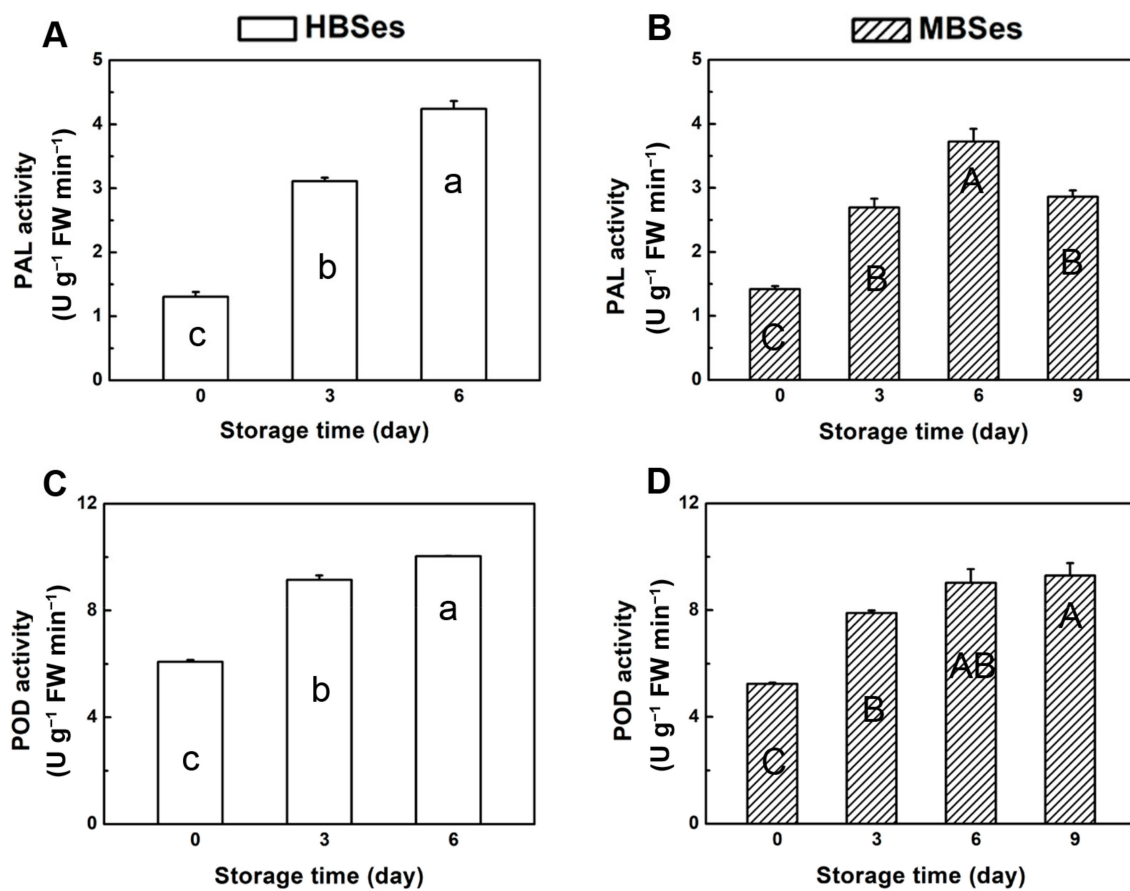 A
HBSes
PAL activity
(U g⁻¹ FW min⁻¹)
5
4
3
2
1
0
c
b
a
0 3 6
Storage time (day)
B
MBSes
PAL activity
(U g⁻¹ FW min⁻¹)
5
4
3
2
1
0
C
B
A
B
0 3 6 9
Storage time (day)
C
POD activity
(U g⁻¹ FW min⁻¹)
12
8
4
0
c
b
a
0 3 6
Storage time (day)
D
POD activity
(U g⁻¹ FW min⁻¹)
12
8
4
0
C
B
AB
A
0 3 6 9
Storage time (day)